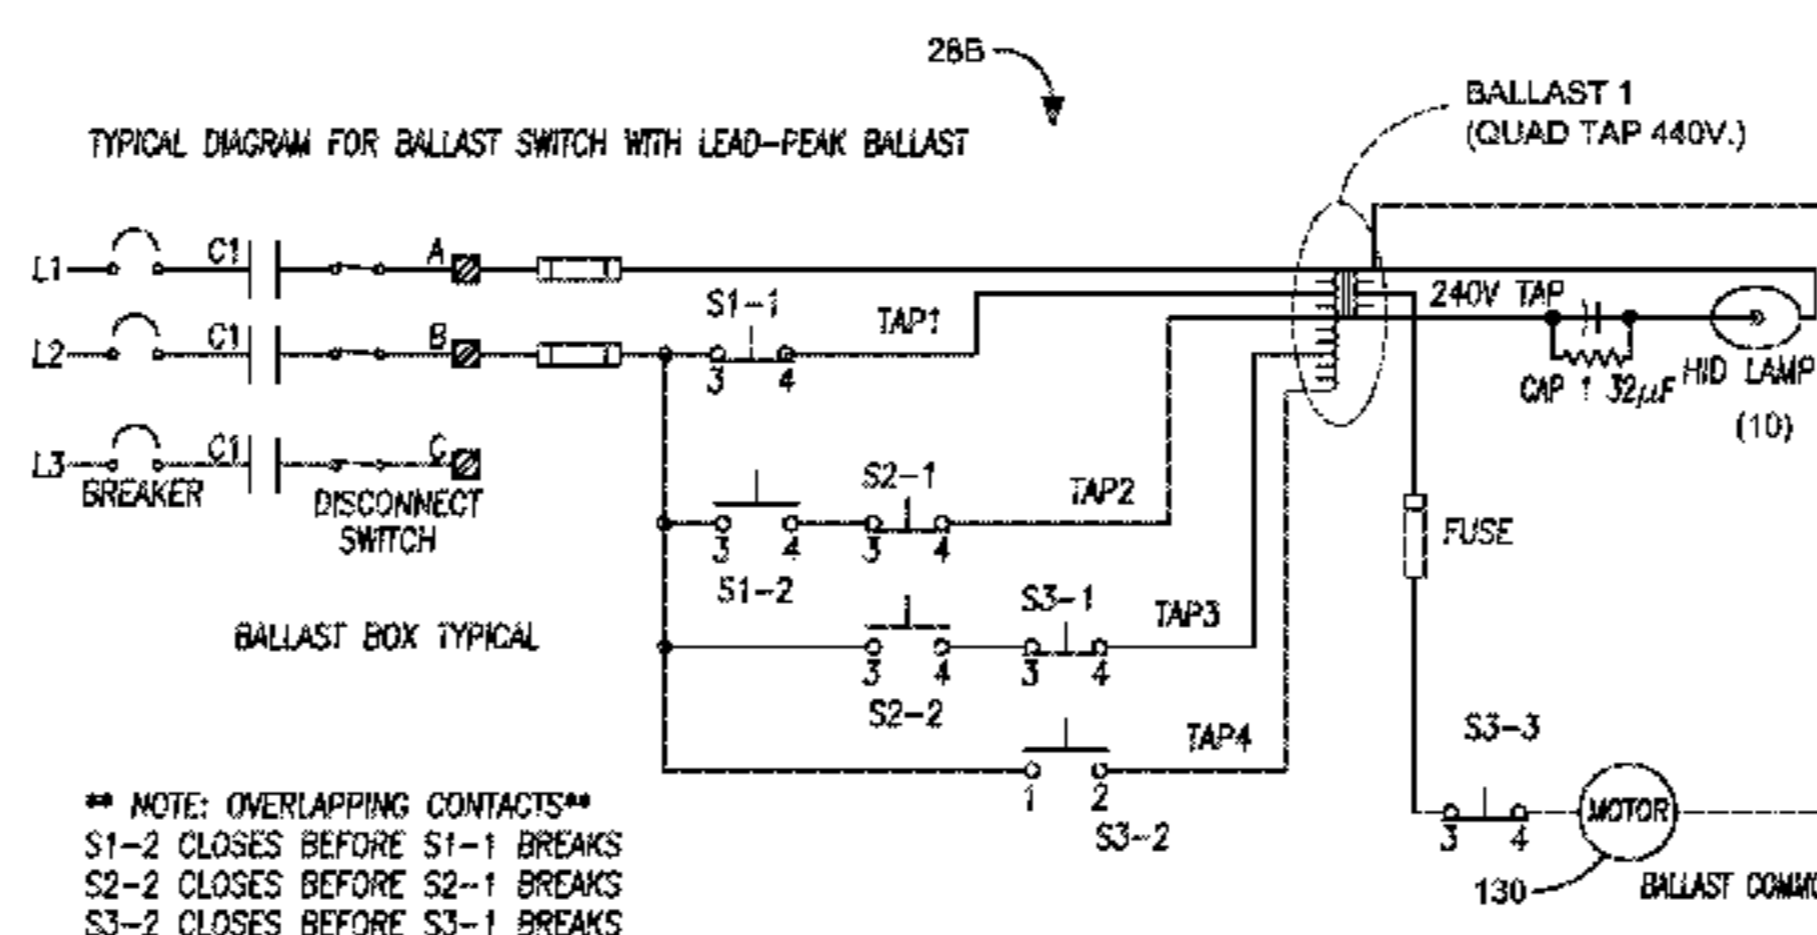 28B
BALLAST 1
(QUAD TAP 440V.)
TYPICAL DIAGRAM FOR BALLAST SWITCH WITH LEAD-PEAK BALLAST
L1
C1
A
S1-1
TAP1
240V TAP
L2
C1
B
3 4
CAP 1 32µF
HID LAMP
(10)
L3
C1
C
BREAKER
DISCONNECT
SWITCH
S2-1
TAP2
3 4
3 4
FUSE
S1-2
S3-1
TAP3
BALLAST BOX TYPICAL
3 4
3 4
S2-2
TAP4
S3-3
1 2
S3-2
MOTOR
3 4
130
BALLAST
** NOTE: OVERLAPPING CONTACTS**
S1-2 CLOSES BEFORE S1-1 BREAKS
S2-2 CLOSES BEFORE S2-1 BREAKS
S3-2 CLOSES BEFORE S3-1 BREAKS